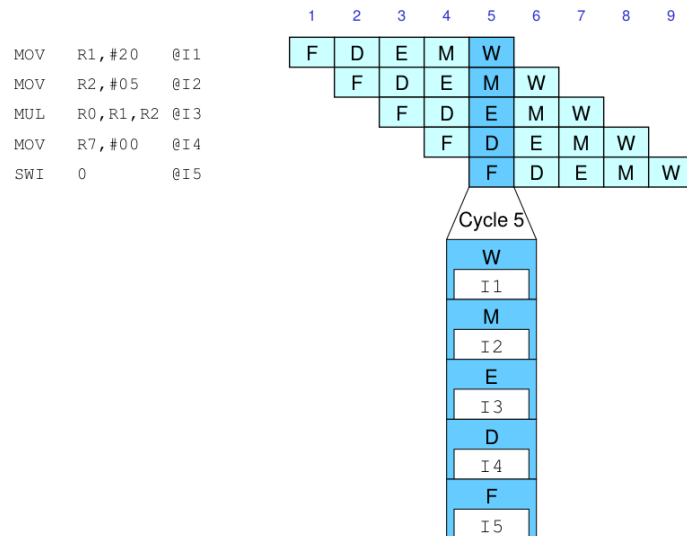 1 2 3 4 5 6 7 8 9
MOV R1,#20 @I1 F D E M W
MOV R2,#05 @I2 F D E M W
MUL R0,R1,R2 @I3 F D E M W
MOV R7,#00 @I4 F D E M W
SWI 0 @I5 F D E M W
Cycle 5
W
I1
M
I2
E
I3
D
I4
F
I5